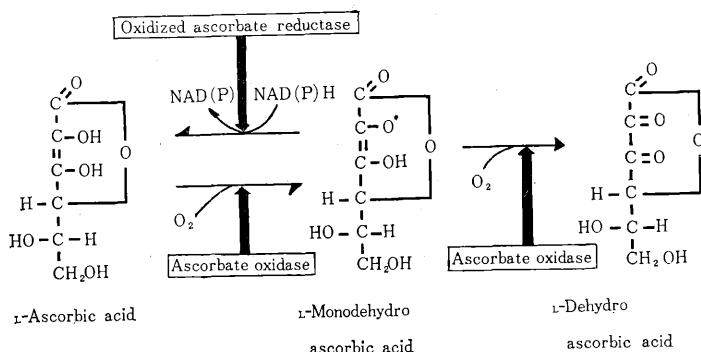 Oxidized ascorbate reductase
NAD(P) NAD(P)H
O₂
Ascorbate oxidase
O₂
Ascorbate oxidase
C O
C–OH
C–OH
H–C
HO–C–H
CH₂OH
O
C O
C–O•
C–OH
H–C
HO–C–H
CH₂OH
O
C O
C=O
C=O
H–C
HO–C–H
CH₂OH
O
L-Ascorbic acid
L-Monodehydro
ascorbic acid
L-Dehydro
ascorbic acid